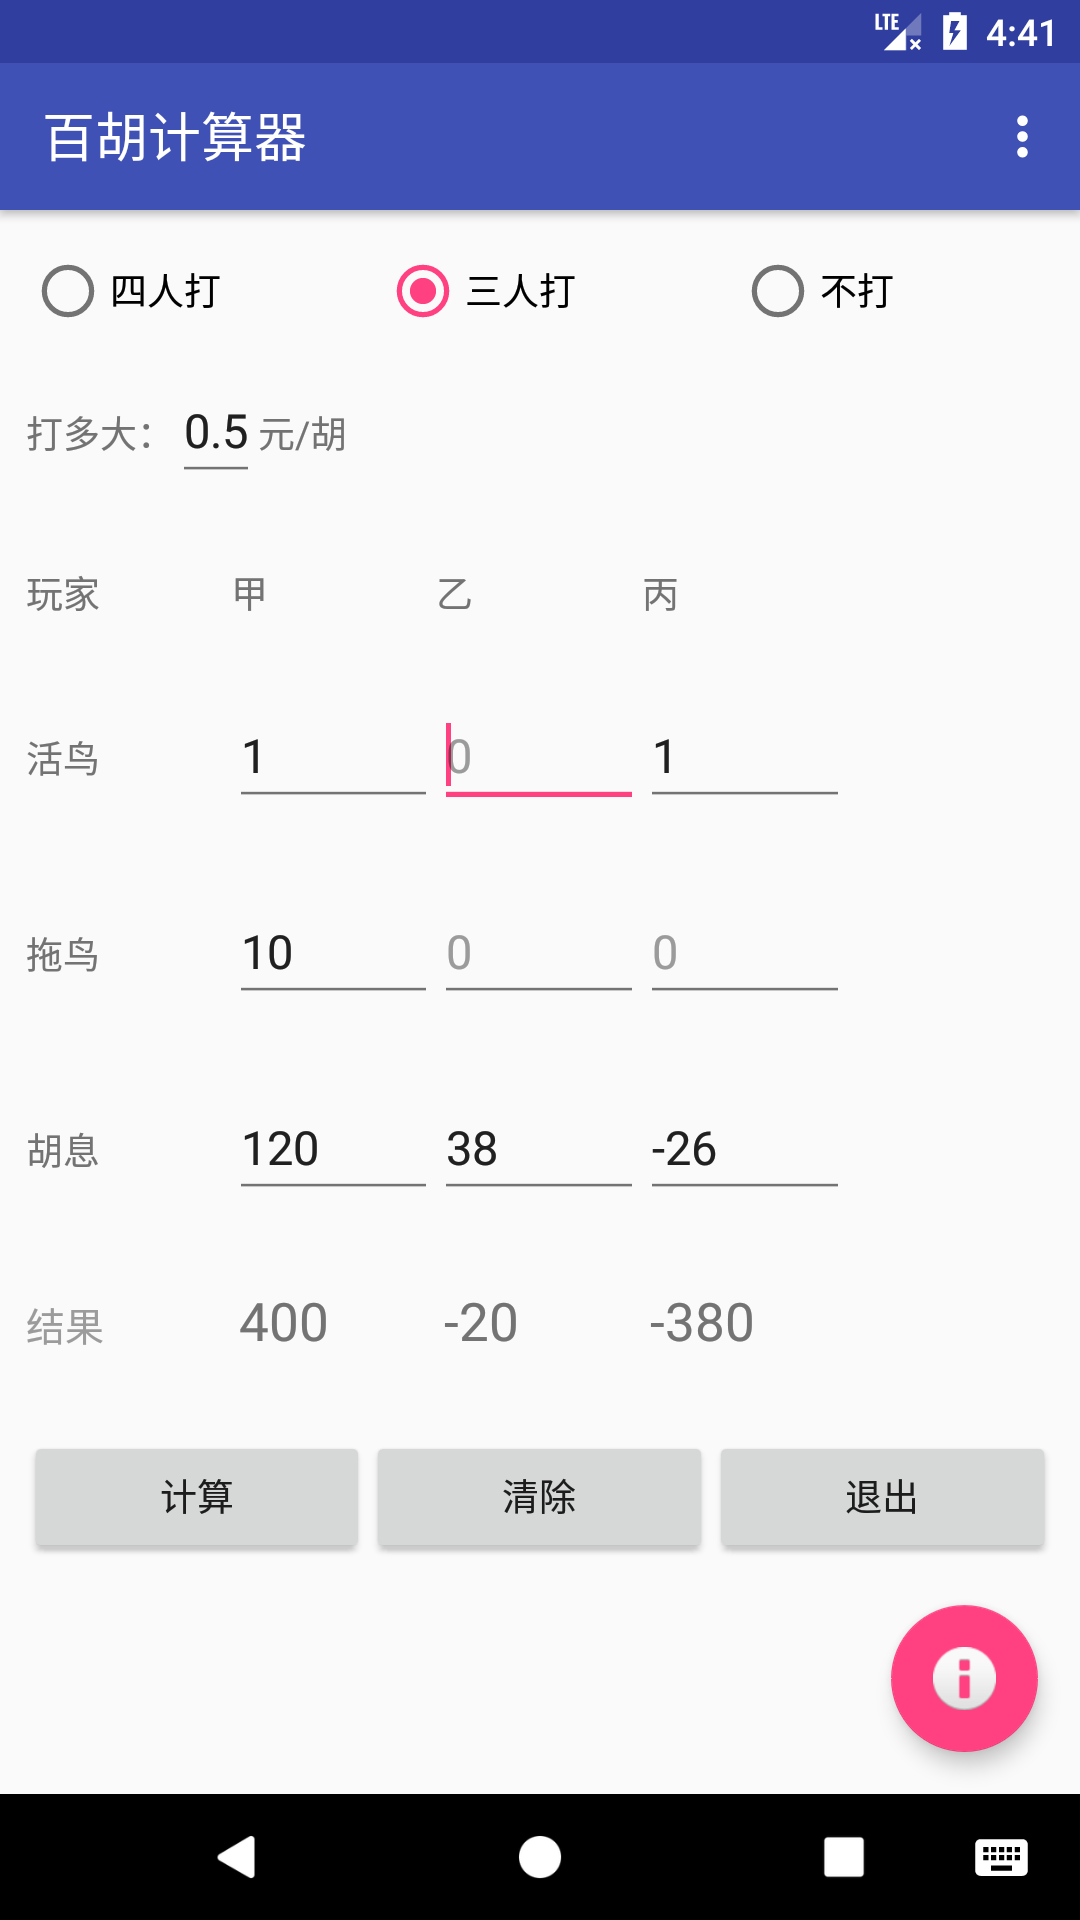 LTE 4:41
百胡计算器
四人打 三人打 不打
打多大： 0.5 元/胡
玩家 甲 乙 丙
活鸟 1 0 1
拖鸟 10 0 0
胡息 120 38 -26
结果 400 -20 -380
计算 清除 退出